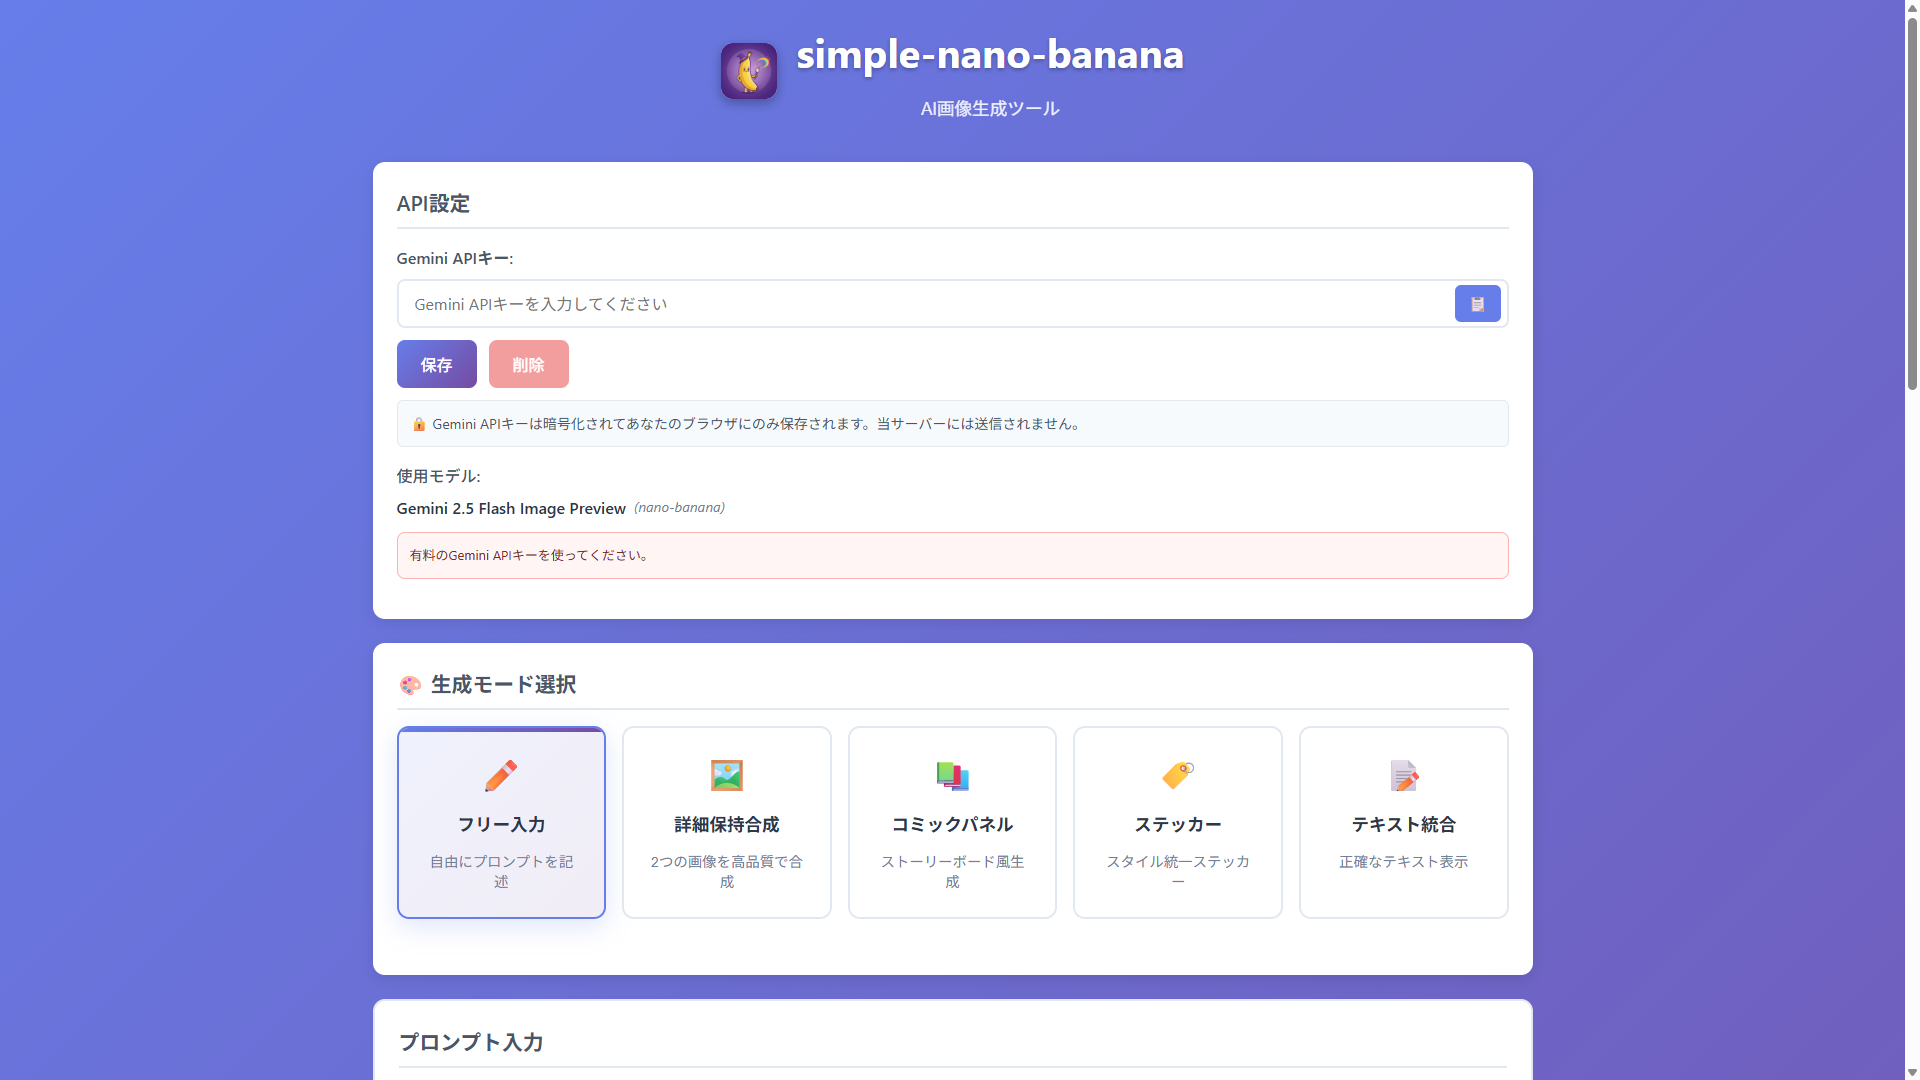 simple-nano-banana
AI画像生成ツール
API設定
Gemini APIキー:
Gemini APIキーを入力してください
保存
削除
Gemini APIキーは暗号化されてあなたのブラウザにのみ保存されます。当サーバーには送信されません。
使用モデル:
Gemini 2.5 Flash Image Preview (nano-banana)
有料のGemini APIキーを使ってください。
生成モード選択
フリー入力
自由にプロンプトを記
述
詳細保持合成
2つの画像を高品質で合
成
コミックパネル
ストーリーボード風生
成
ステッカー
スタイル統一ステッカ
ー
テキスト統合
正確なテキスト表示
プロンプト入力